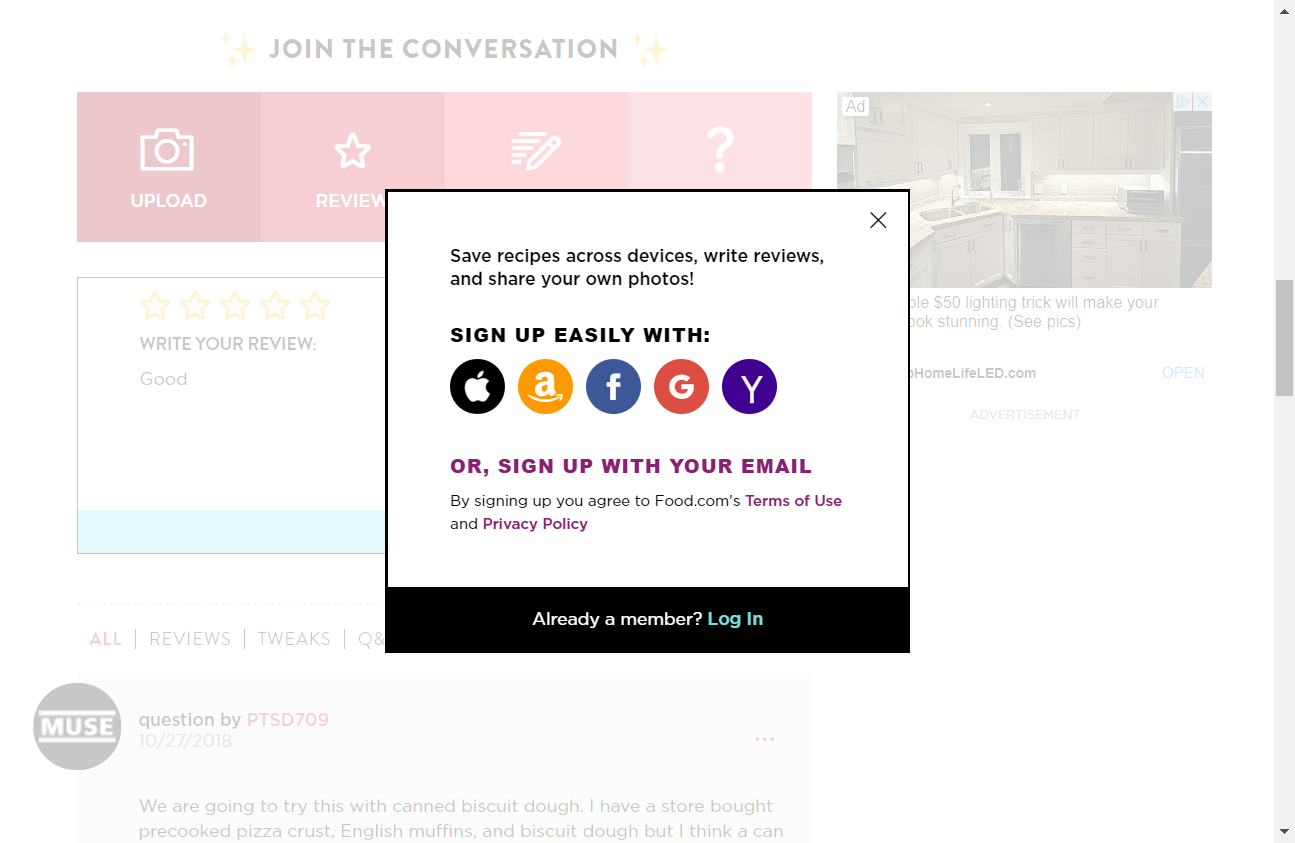 JOIN THE CONVERSATION
UPLOAD
REVIEW
?
Ad
Save recipes across devices, write reviews,
and share your own photos!
SIGN UP EASILY WITH:
a
f
G
Y
OR, SIGN UP WITH YOUR EMAIL
By signing up you agree to Food.com's Terms of Use
and Privacy Policy
Already a member? Log In
WRITE YOUR REVIEW:
Good
$50 lighting trick will make your
stunning. (See pics)
HomeLifeLED.com
OPEN
ADVERTISEMENT
ALL
REVIEWS
TWEAKS
Q&
MUSE
question by PTSD709
10/27/2018
...
We are going to try this with canned biscuit dough. I have a store bought
precooked pizza crust, English muffins, and biscuit dough but I think a can